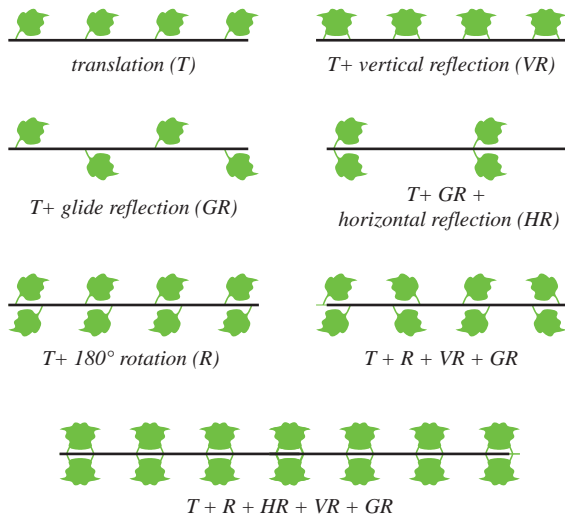 translation (T)
T+ vertical reflection (VR)
T+ glide reflection (GR)
T+ GR +
horizontal reflection (HR)
T+ 180° rotation (R)
T + R + VR + GR
T + R + HR + VR + GR